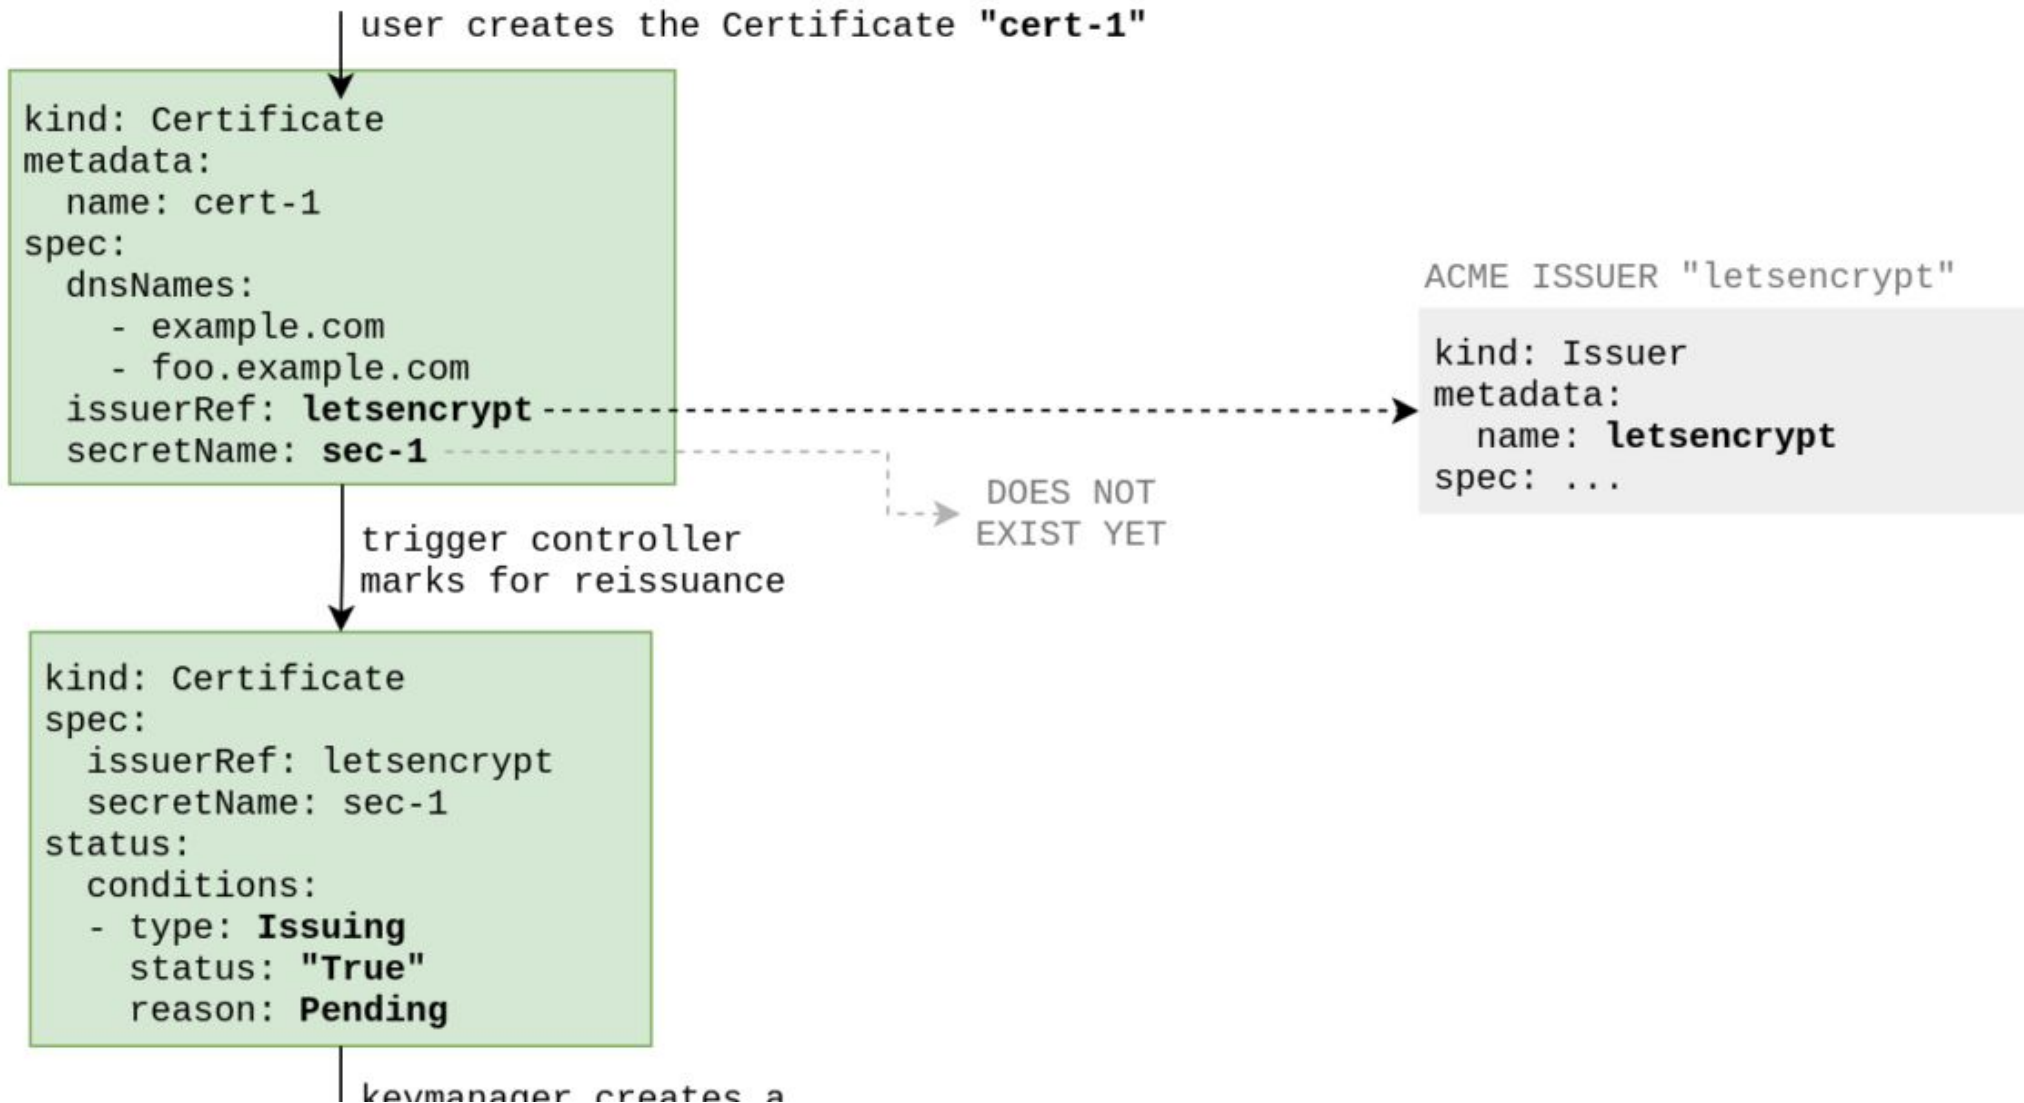 user creates the Certificate "cert-1"
kind: Certificate
metadata:
  name: cert-1
spec:
  dnsNames:
    - example.com
    - foo.example.com
  issuerRef: letsencrypt
  secretName: sec-1
ACME ISSUER "letsencrypt"
kind: Issuer
metadata:
  name: letsencrypt
spec: ...
DOES NOT
EXIST YET
trigger controller
marks for reissuance
kind: Certificate
spec:
  issuerRef: letsencrypt
  secretName: sec-1
status:
  conditions:
  - type: Issuing
    status: "True"
    reason: Pending
keymanager creates a